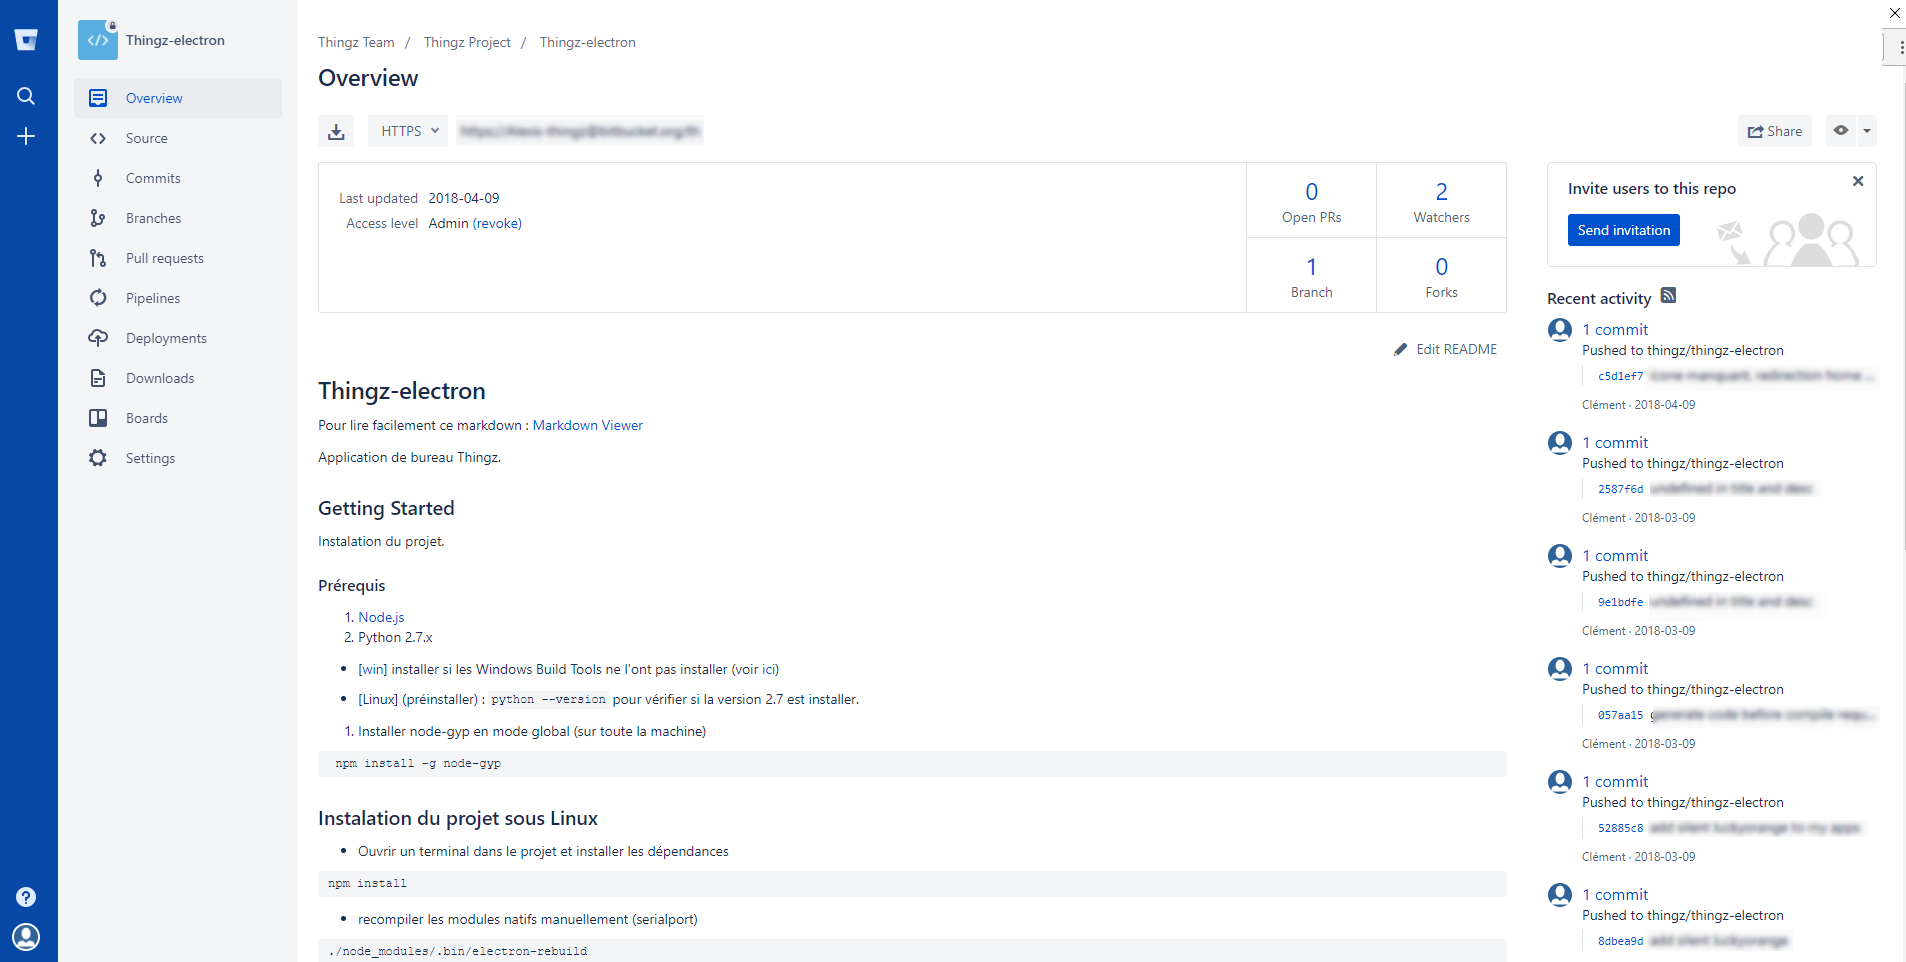 Thingz-electron
Overview
Source
Commits
Branches
Pull requests
Pipelines
Deployments
Downloads
Boards
Settings
Thingz Team / Thingz Project / Thingz-electron
Overview
HTTPS
Share
Last updated 2018-04-09
Access level Admin (revoke)
0
Open PRs
2
Watchers
1
Branch
0
Forks
Edit README
Thingz-electron
Pour lire facilement ce markdown : Markdown Viewer
Application de bureau Thingz.
Getting Started
Instalation du projet.
Prérequis
1. Node.js
2. Python 2.7.x
• [win] installer si les Windows Build Tools ne l'ont pas installer (voir ici)
• [Linux] (préinstaller) : python --version pour vérifier si la version 2.7 est installer.
1. Installer node-gyp en mode global (sur toute la machine)
npm install -g node-gyp
Instalation du projet sous Linux
• Ouvrir un terminal dans le projet et installer les dépendances
npm install
• recompiler les modules natifs manuellement (serialport)
./node_modules/.bin/electron-rebuild
Invite users to this repo
Send invitation
Recent activity
1 commit
Pushed to thingz/thingz-electron
c5d1ef7
Clément · 2018-04-09
1 commit
Pushed to thingz/thingz-electron
2587f6d
Clément · 2018-03-09
1 commit
Pushed to thingz/thingz-electron
9e1bdfe
Clément · 2018-03-09
1 commit
Pushed to thingz/thingz-electron
057aa15
Clément · 2018-03-09
1 commit
Pushed to thingz/thingz-electron
52885c8
Clément · 2018-03-09
1 commit
Pushed to thingz/thingz-electron
8dbea9d